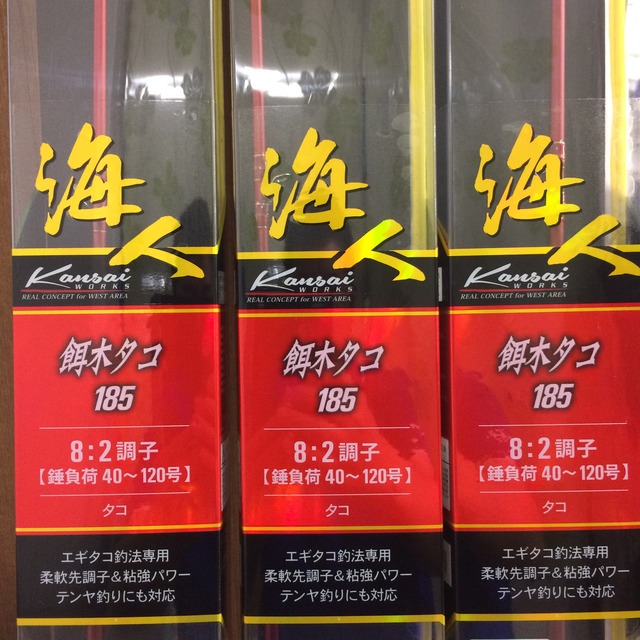 海人
Kansai
WORKS
REAL CONCEPT for WEST AREA
餌木タコ
185
8:2調子
【錘負荷 40〜120号】
タコ
エギタコ釣法専用
柔軟先調子&粘強パワー
テンヤ釣りにも対応
海人
Kansai
WORKS
REAL CONCEPT for WEST AREA
餌木タコ
185
8:2調子
【錘負荷 40〜120号】
タコ
エギタコ釣法専用
柔軟先調子&粘強パワー
テンヤ釣りにも対応
海人
Kansai
WORKS
REAL CONCEPT for WEST AREA
餌木タコ
185
8:2調子
【錘負荷 40〜120号】
タコ
エギタコ釣法専用
柔軟先調子&粘強パワー
テンヤ釣りにも対応